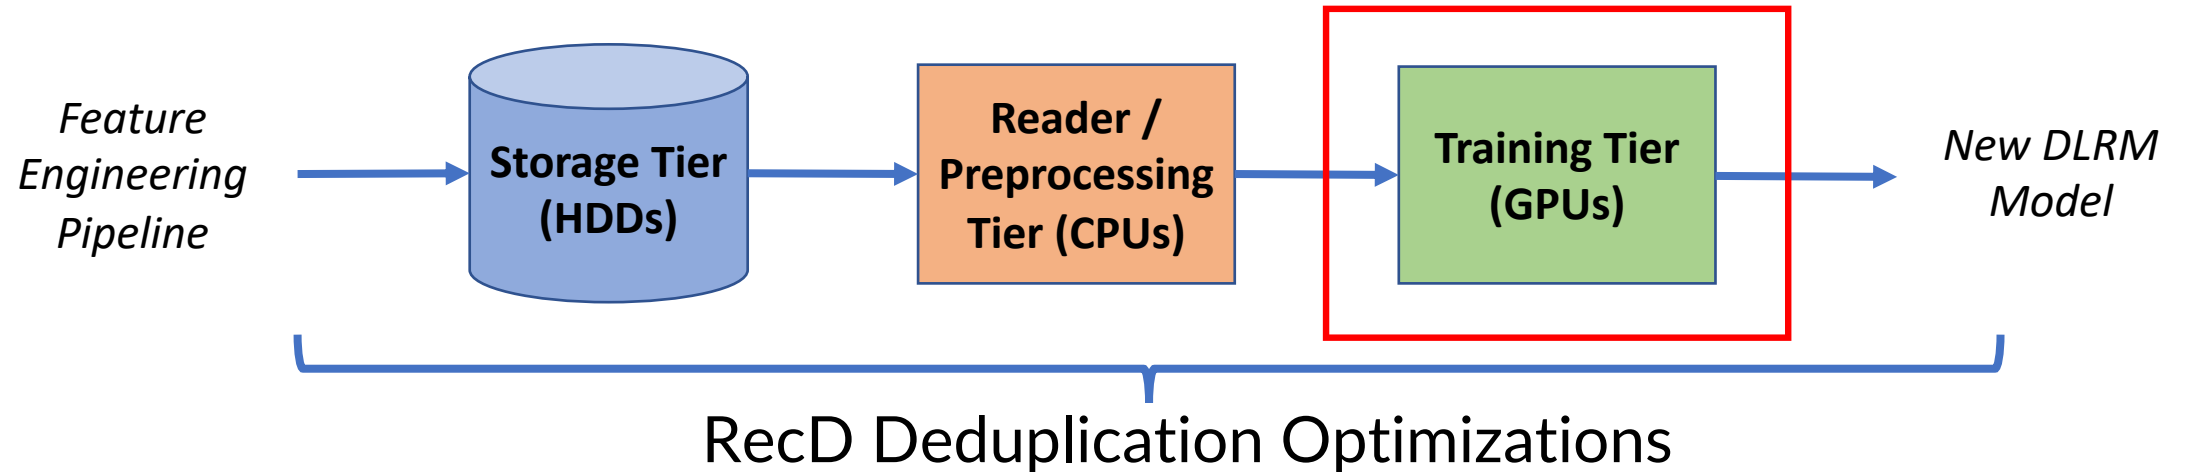 Feature
Engineering
Pipeline
Storage Tier
(HDDs)
Reader /
Preprocessing
Tier (CPUs)
Training Tier
(GPUs)
New DLRM
Model
RecD Deduplication Optimizations